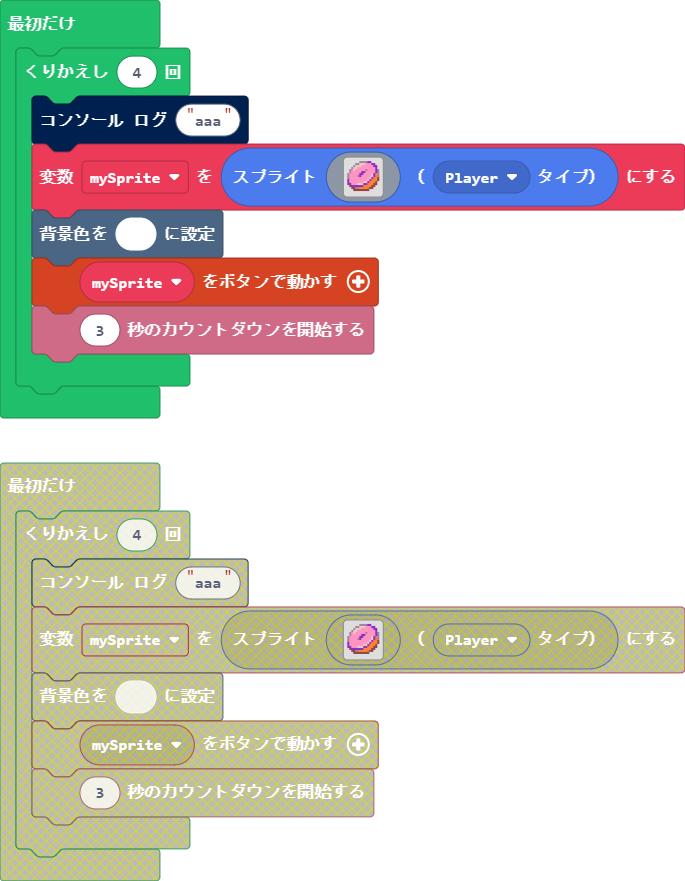 最初だけ
くりかえし 4 回
コンソール ログ "aaa"
変数 mySprite を スプライト ( Player タイプ) にする
背景色を に設定
mySprite をボタンで動かす
3 秒のカウントダウンを開始する
最初だけ
くりかえし 4 回
コンソール ログ "aaa"
変数 mySprite を スプライト ( Player タイプ) にする
背景色を に設定
mySprite をボタンで動かす
3 秒のカウントダウンを開始する